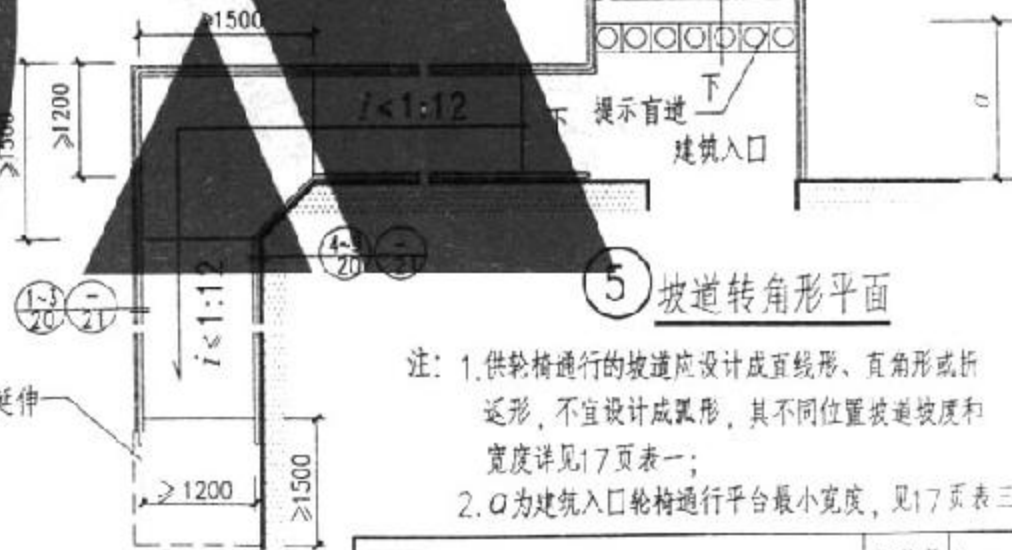 ≥1500
下
提示盲道
建筑入口
a
≥1200
≥1500
i<1:12
下
4~5
20
-
21
1~3
20
-
21
i<1:12
5 坡道转角形平面
延伸
≥1200
≥1500
注: 1.供轮椅通行的坡道应设计成直线形、直角形或折
返形, 不宜设计成弧形, 其不同位置坡道坡度和
宽度详见17页表一;
2.a为建筑入口轮椅通行平台最小宽度, 见17页表三